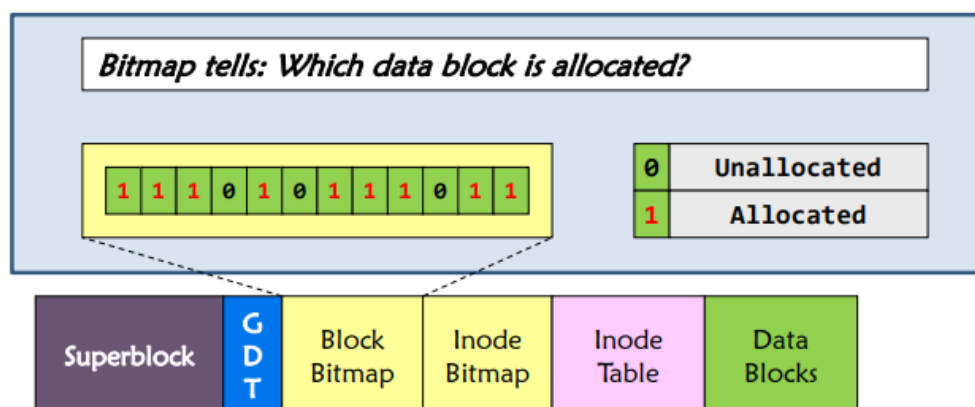 Bitmap tells: Which data block is allocated?
1 1 1 0 1 0 1 1 1 0 1 1
0 Unallocated
1 Allocated
Superblock
G
D
T
Block
Bitmap
Inode
Bitmap
Inode
Table
Data
Blocks